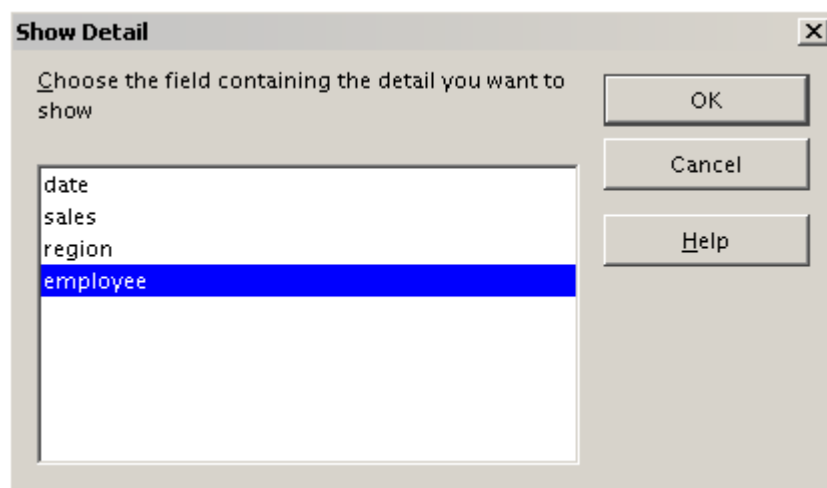 Show Detail
Choose the field containing the detail you want to
show
OK
Cancel
Help
date
sales
region
employee